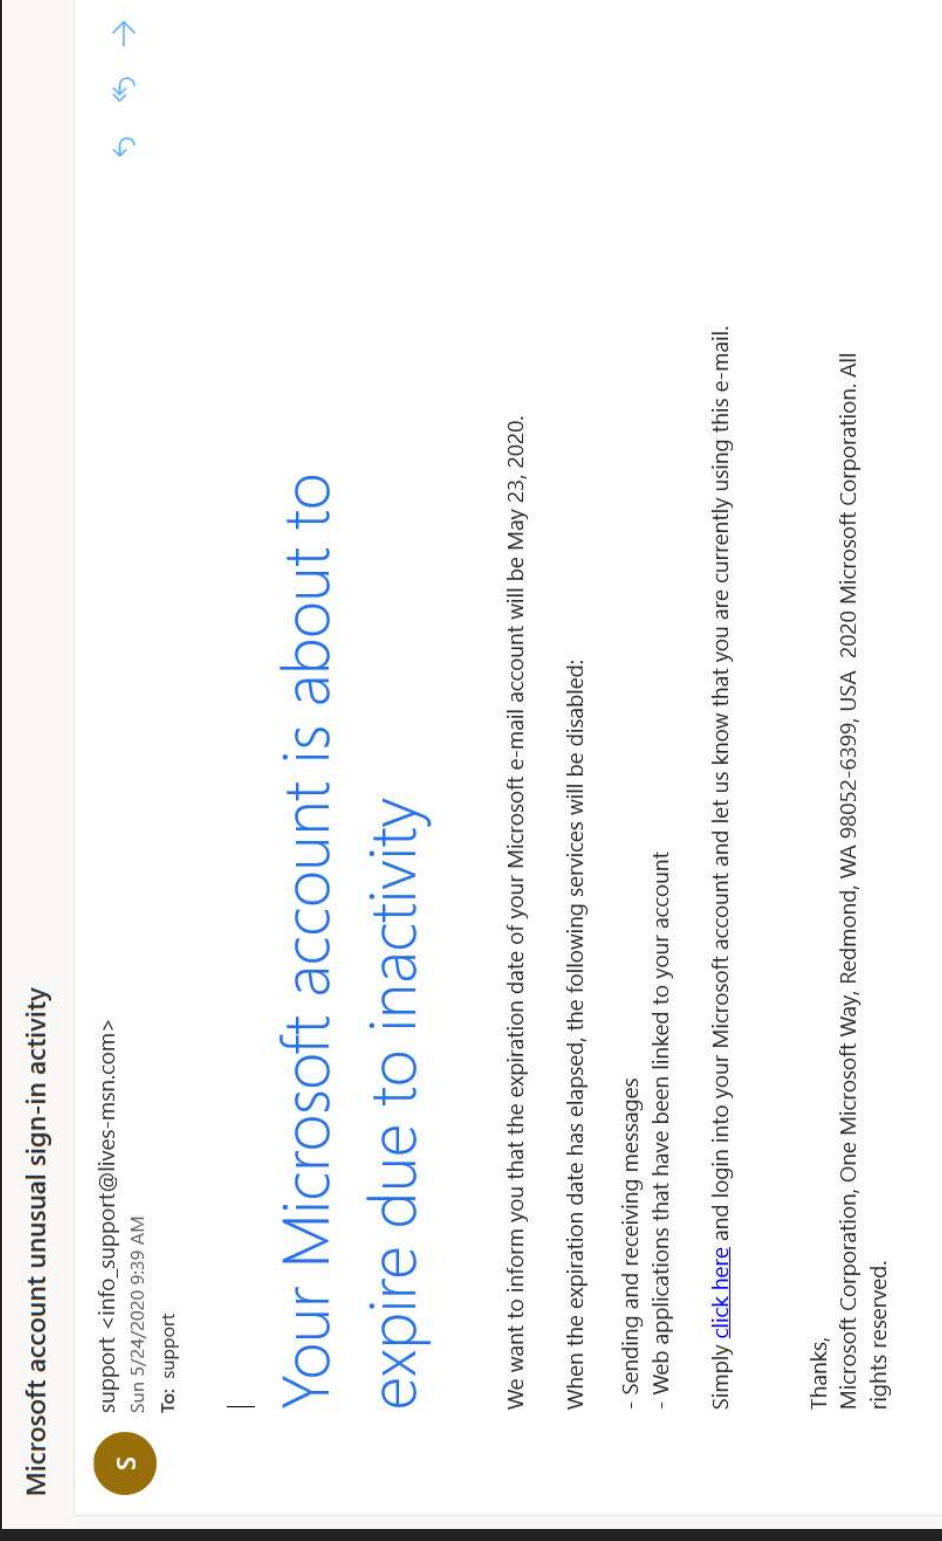 Microsoft account unusual sign-in activity
S
support <info_support@lives-msn.com>
Sun 5/24/2020 9:39 AM
To: support
Your Microsoft account is about to
expire due to inactivity
We want to inform you that the expiration date of your Microsoft e-mail account will be May 23, 2020.
When the expiration date has elapsed, the following services will be disabled:
- Sending and receiving messages
- Web applications that have been linked to your account
Simply click here and login into your Microsoft account and let us know that you are currently using this e-mail.
Thanks,
Microsoft Corporation, One Microsoft Way, Redmond, WA 98052-6399, USA 2020 Microsoft Corporation. All
rights reserved.